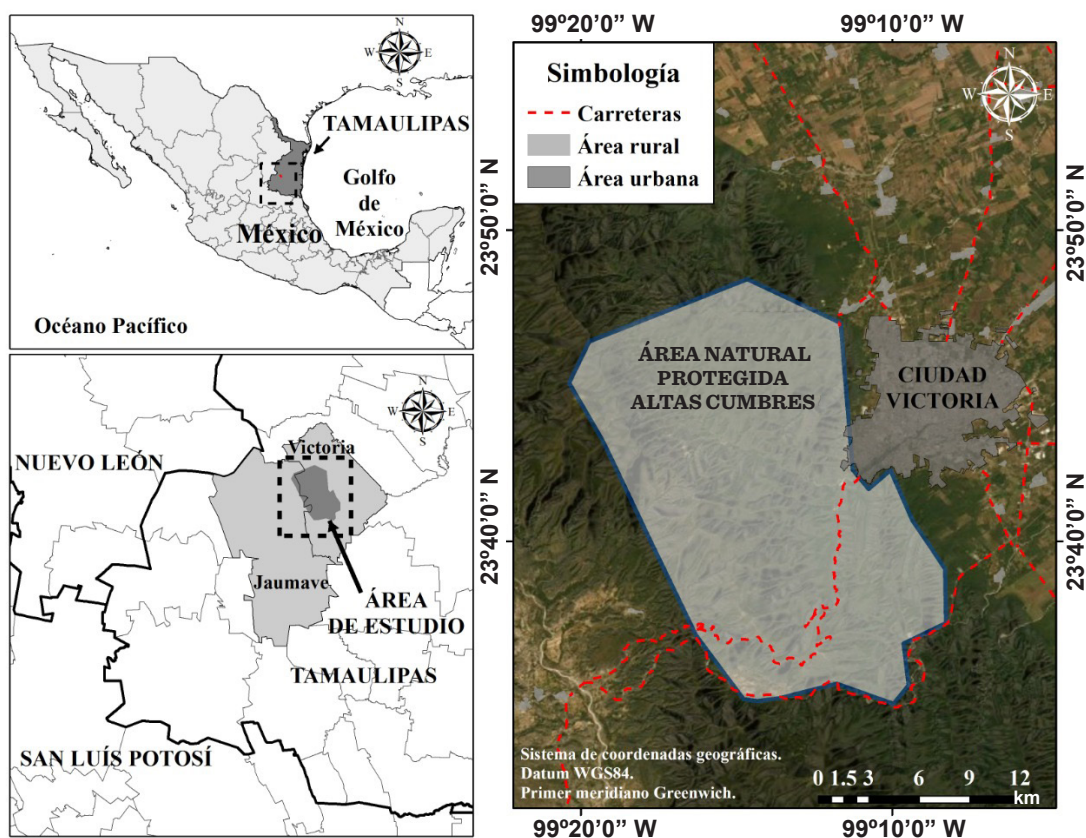 N
W
E
S
TAMAULIPAS
Golfo
de
México
México
Océano Pacífico
N
W
E
S
NUEVO LEÓN
Victoria
Jaumave
ÁREA
DE ESTUDIO
TAMAULIPAS
SAN LUÍS POTOSÍ
99º20’0” W
99º10’0” W
Simbología
Carreteras
Área rural
Área urbana
N
W
E
S
23º50’0” N
23º50’0” N
ÁREA NATURAL
PROTEGIDA
ALTAS CUMBRES
CIUDAD
VICTORIA
23º40’0” N
23º40’0” N
Sistema de coordenadas geográficas.
Datum WGS84.
Primer meridiano Greenwich.
0 1.5 3 6 9 12
km
99º20’0” W
99º10’0” W